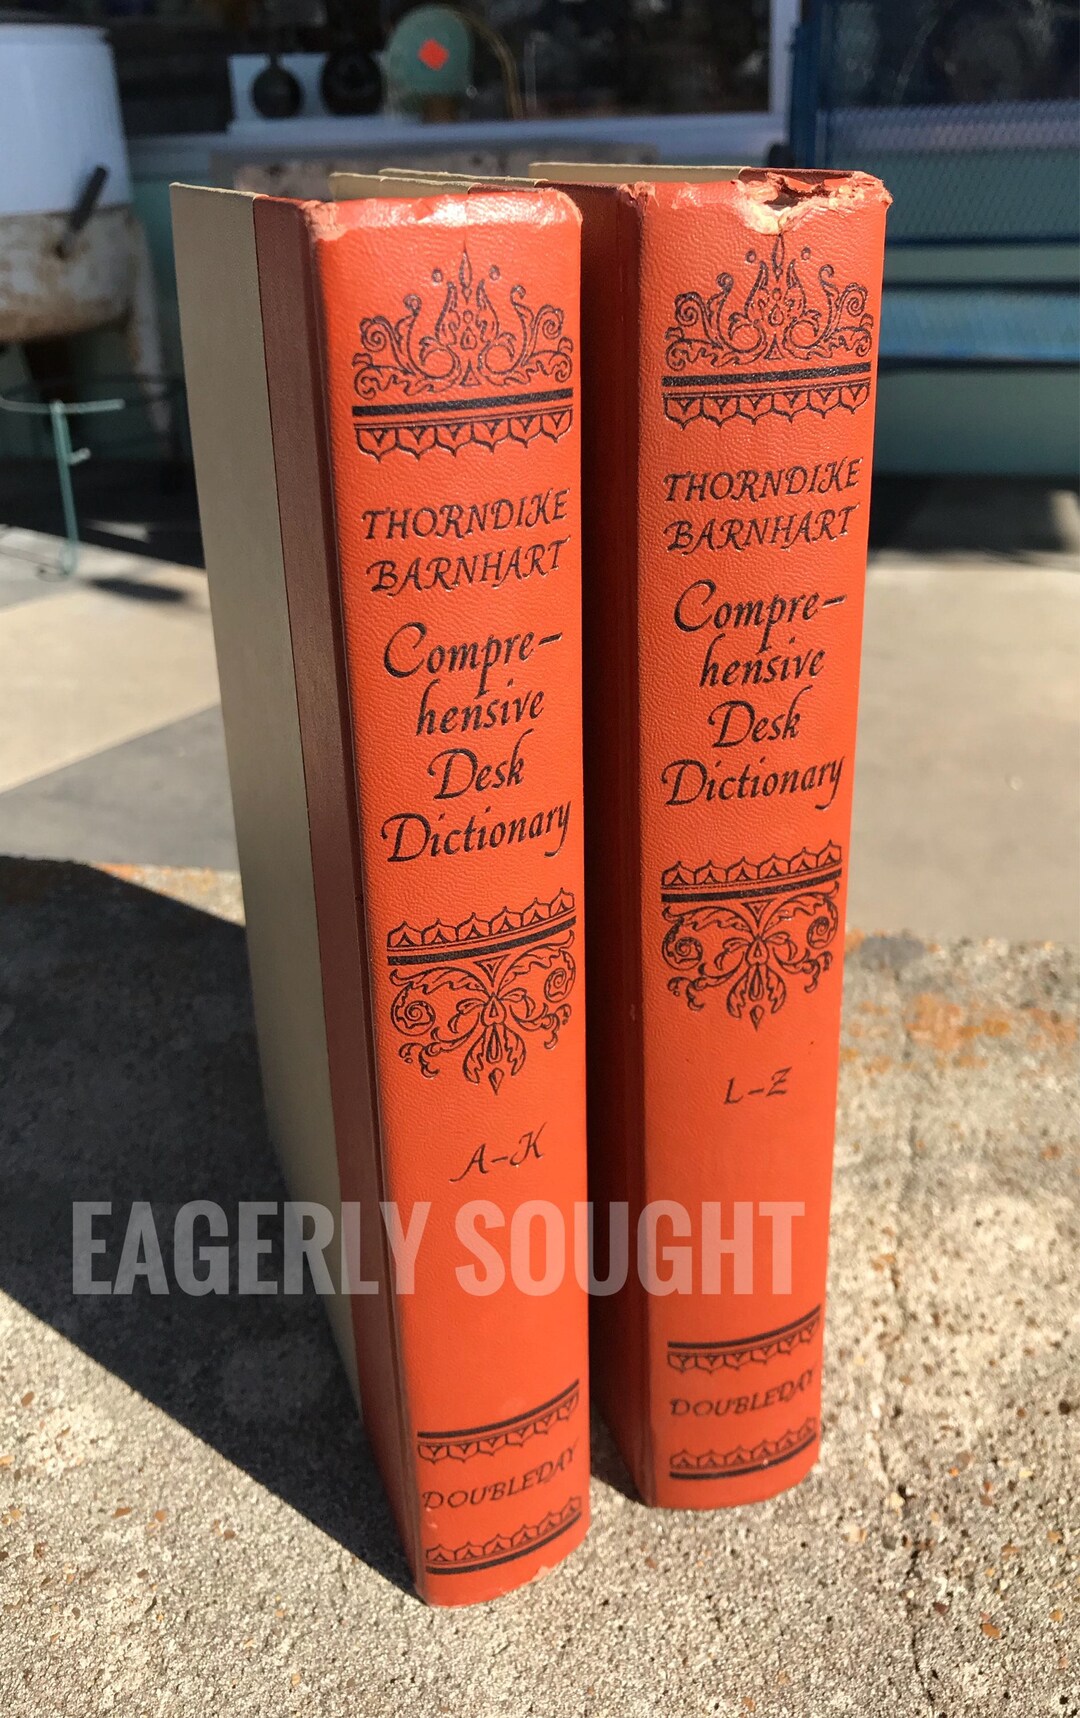 THORNDIKE
BARNHART
Compre-
hensive
Desk
Dictionary
A-K
DOUBLEDAY
THORNDIKE
BARNHART
Compre-
hensive
Desk
Dictionary
L-Z
DOUBLEDAY
EAGERLY SOUGHT